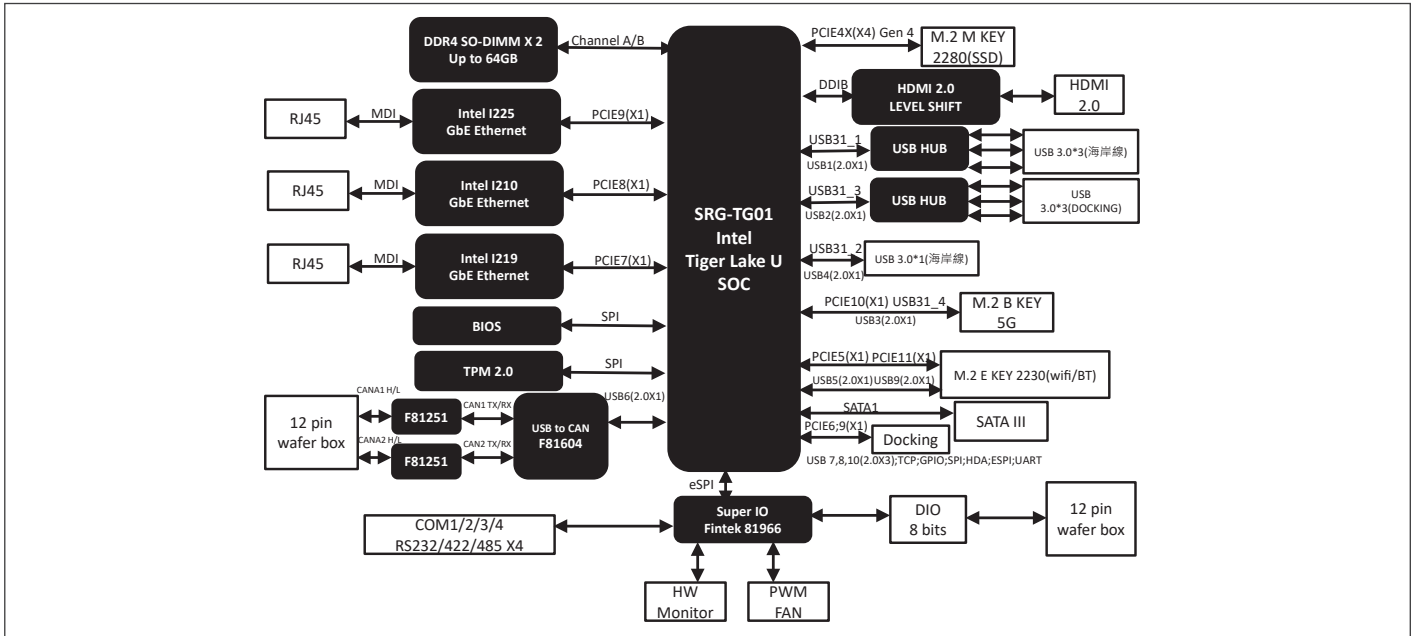 DDR4 SO-DIMM X 2
Up to 64GB
Channel A/B
RJ45
MDI
Intel I225
GbE Ethernet
PCIE9(X1)
RJ45
MDI
Intel I210
GbE Ethernet
PCIE8(X1)
RJ45
MDI
Intel I219
GbE Ethernet
PCIE7(X1)
BIOS
SPI
TPM 2.0
SPI
12 pin
wafer box
CANA1 H/L
F81251
CAN1 TX/RX
CANA2 H/L
F81251
CAN2 TX/RX
USB to CAN
F81604
USB6(2.0X1)
SRG-TG01
Intel
Tiger Lake U
SOC
PCIE4X(X4) Gen 4
M.2 M KEY
2280(SSD)
DDIB
HDMI 2.0
LEVEL SHIFT
HDMI
2.0
USB31_1
USB1(2.0X1)
USB HUB
USB 3.0*3(海岸線)
USB31_3
USB2(2.0X1)
USB HUB
USB
3.0*3(DOCKING)
USB31_2
USB4(2.0X1)
USB 3.0*1(海岸線)
PCIE10(X1) USB31_4
USB3(2.0X1)
M.2 B KEY
5G
PCIE5(X1) PCIE11(X1)
USB5(2.0X1)USB9(2.0X1)
M.2 E KEY 2230(wifi/BT)
SATA1
SATA III
PCIE6;9(X1)
Docking
USB 7,8,10(2.0X3);TCP;GPIO;SPI;HDA;ESPI;UART
eSPI
Super IO
Fintek 81966
COM1/2/3/4
RS232/422/485 X4
DIO
8 bits
12 pin
wafer box
HW
Monitor
PWM
FAN